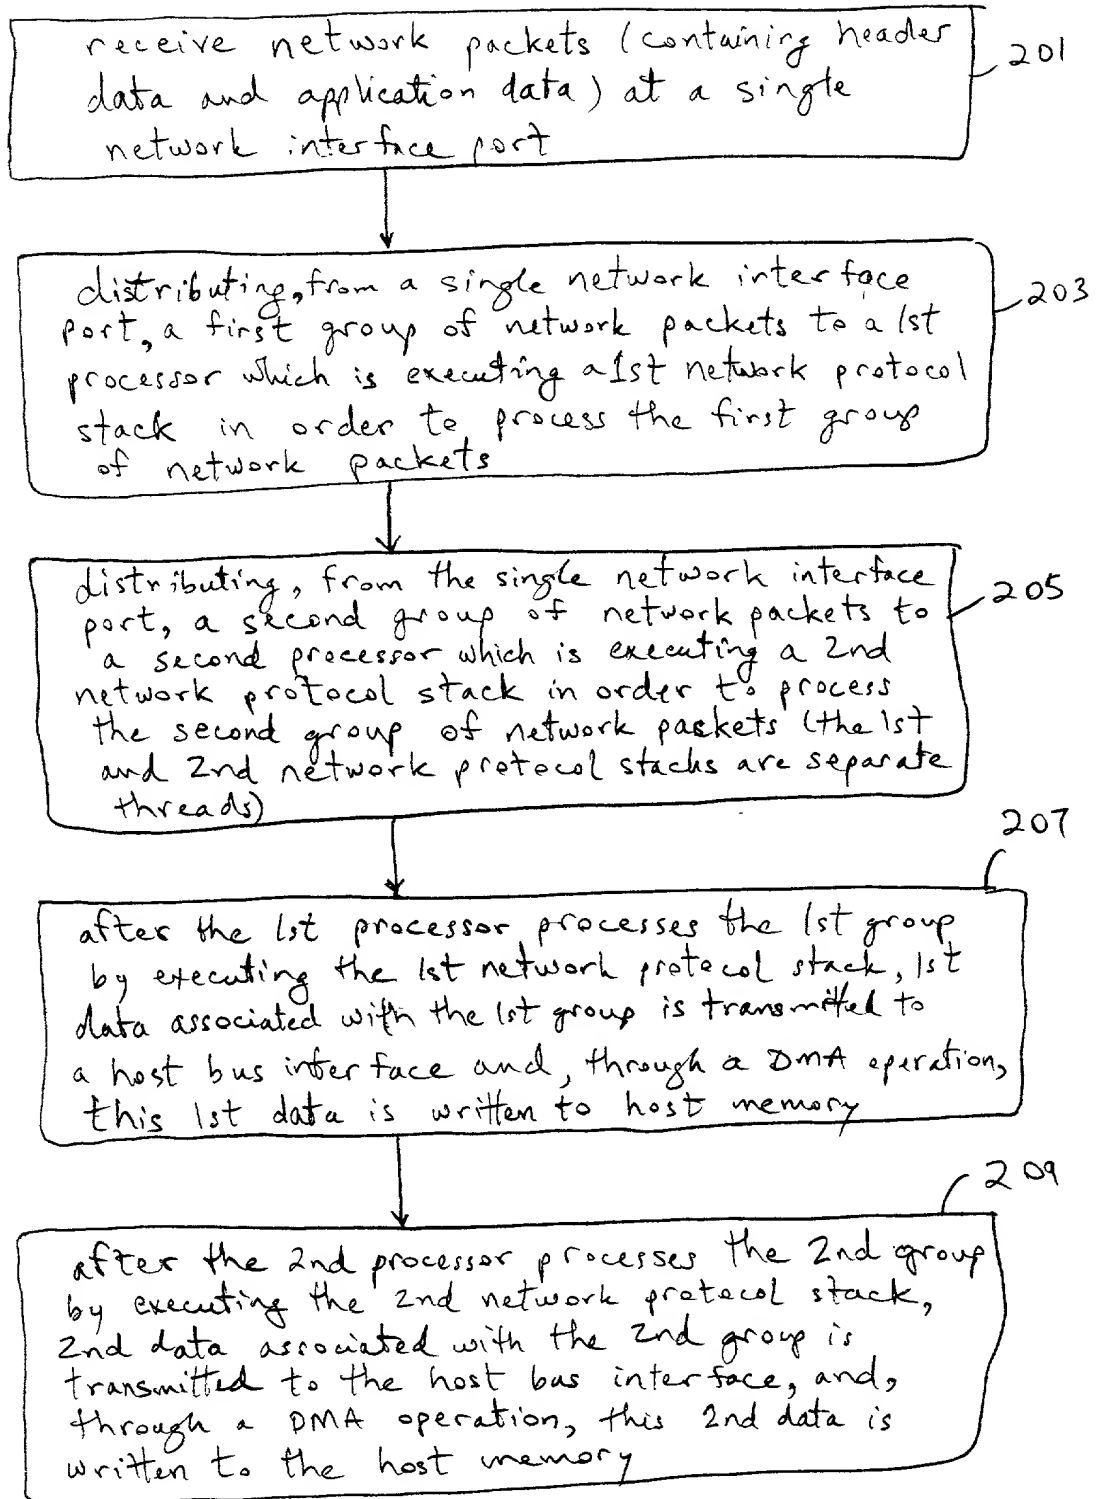 receive network packets (containing header
data and application data) at a single
network interface port
201
distributing, from a single network interface
port, a first group of network packets to a 1st
processor which is executing a 1st network protocol
stack in order to process the first group
of network packets
203
distributing, from the single network interface
port, a second group of network packets to
a second processor which is executing a 2nd
network protocol stack in order to process
the second group of network packets (the 1st
and 2nd network protocol stacks are separate
threads)
205
207
after the 1st processor processes the 1st group
by executing the 1st network protocol stack, 1st
data associated with the 1st group is transmitted to
a host bus interface and, through a DMA operation,
this 1st data is written to host memory
209
after the 2nd processor processes the 2nd group
by executing the 2nd network protocol stack,
2nd data associated with the 2nd group is
transmitted to the host bus interface, and,
through a DMA operation, this 2nd data is
written to the host memory